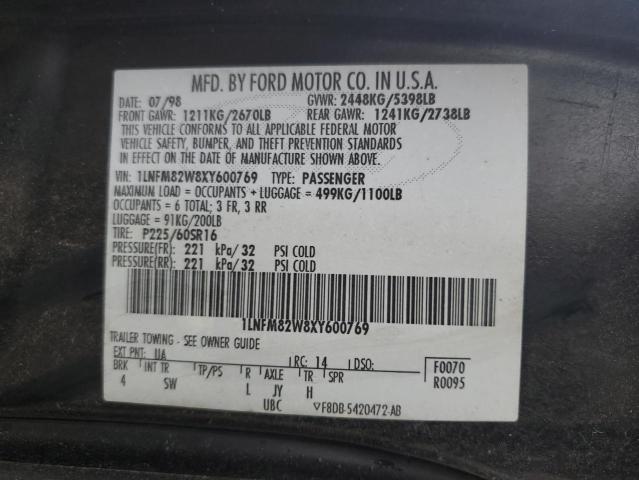 MFD. BY FORD MOTOR CO. IN U.S.A.
DATE: 07/98 GVWR: 2448KG/5398LB
FRONT GAWR: 1211KG/2670LB REAR GAWR: 1241KG/2738LB
THIS VEHICLE CONFORMS TO ALL APPLICABLE FEDERAL MOTOR
VEHICLE SAFETY, BUMPER, AND THEFT PREVENTION STANDARDS
IN EFFECT ON THE DATE OF MANUFACTURE SHOWN ABOVE.
VIN: 1LNFM82W8XY600769 TYPE: PASSENGER
MAXIMUM LOAD = OCCUPANTS + LUGGAGE = 499KG/1100LB
OCCUPANTS = 6 TOTAL; 3 FR, 3 RR
LUGGAGE = 91KG/200LB
TIRE: P225/60SR16
PRESSURE(FR): 221 kPa/32 PSI COLD
PRESSURE(RR): 221 kPa/32 PSI COLD
1LNFM82W8XY600769
TRAILER TOWING - SEE OWNER GUIDE
EXT PNT: UA RC: 14 DSO: F0070
BRK INT TR TP/PS R AXLE TR SPR R0095
4 SW L JY H
UBC F8DB-5420472-AB